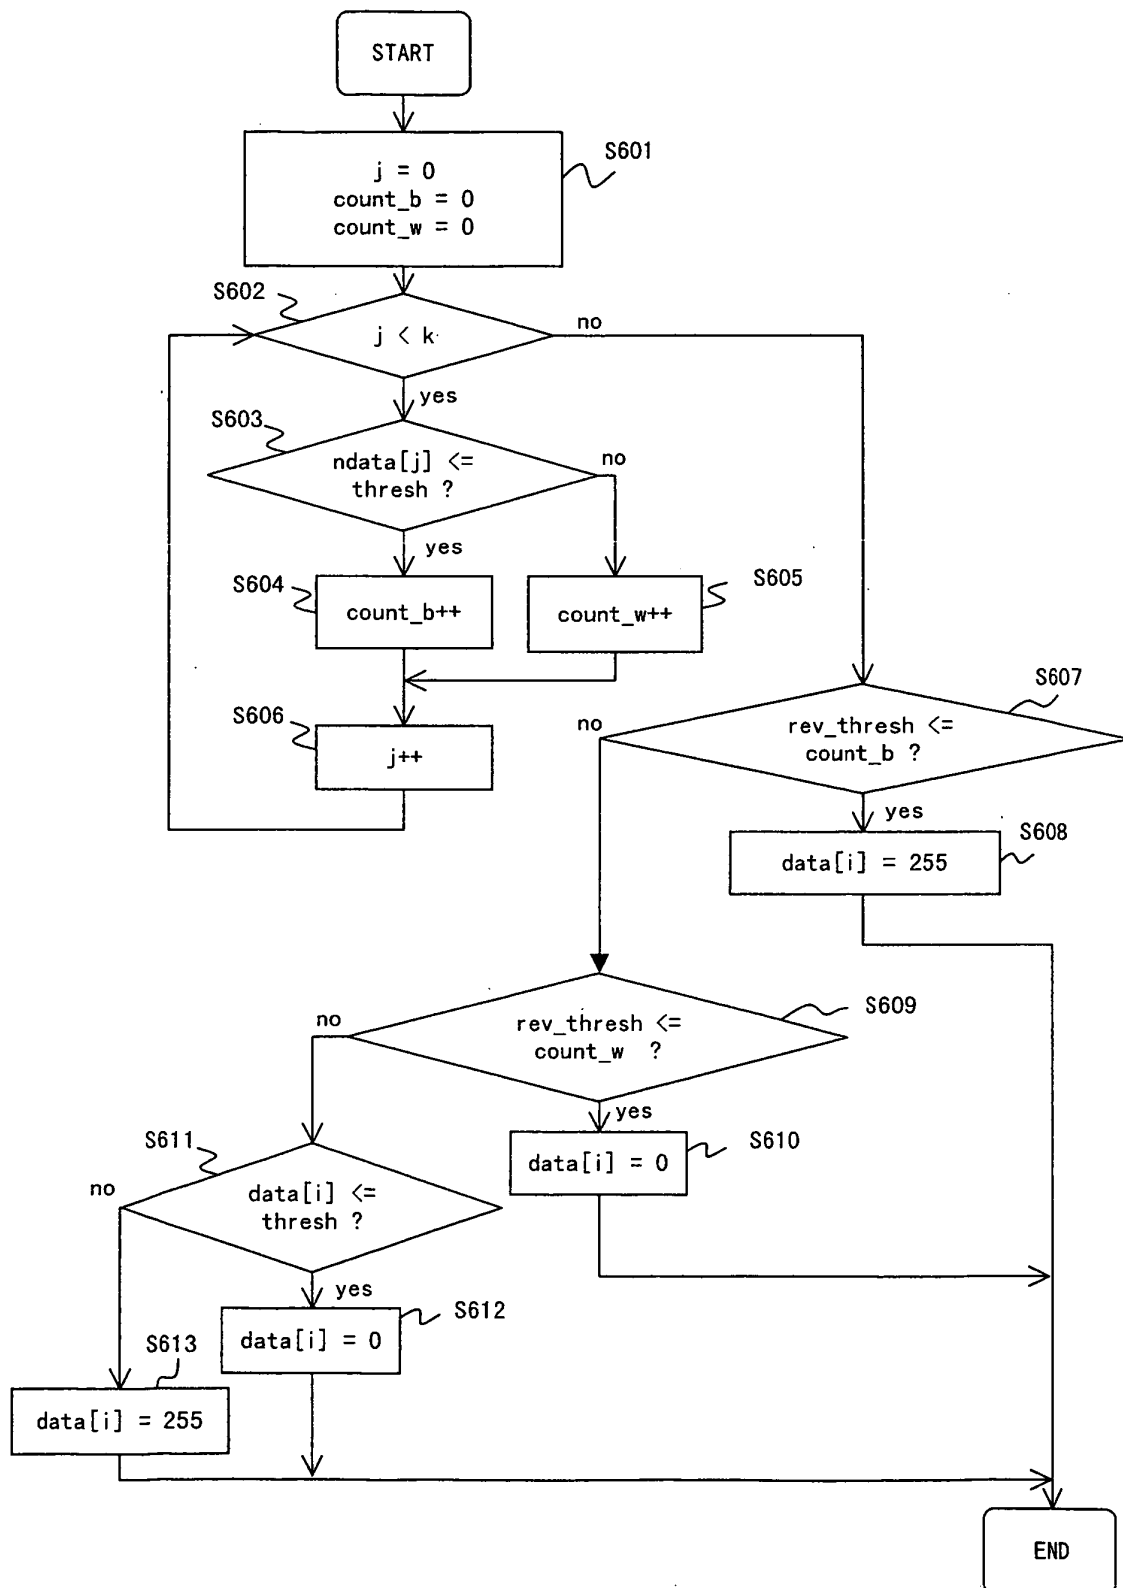 START
S601
j = 0
count_b = 0
count_w = 0
S602
j < k
no
yes
S603
ndata[j] <=
thresh ?
no
yes
S604
count_b++
S605
count_w++
S606
j++
S607
rev_thresh <=
count_b ?
no
yes
S608
data[i] = 255
S609
rev_thresh <=
count_w ?
no
yes
S610
data[i] = 0
S611
data[i] <=
thresh ?
no
yes
S612
data[i] = 0
S613
data[i] = 255
END